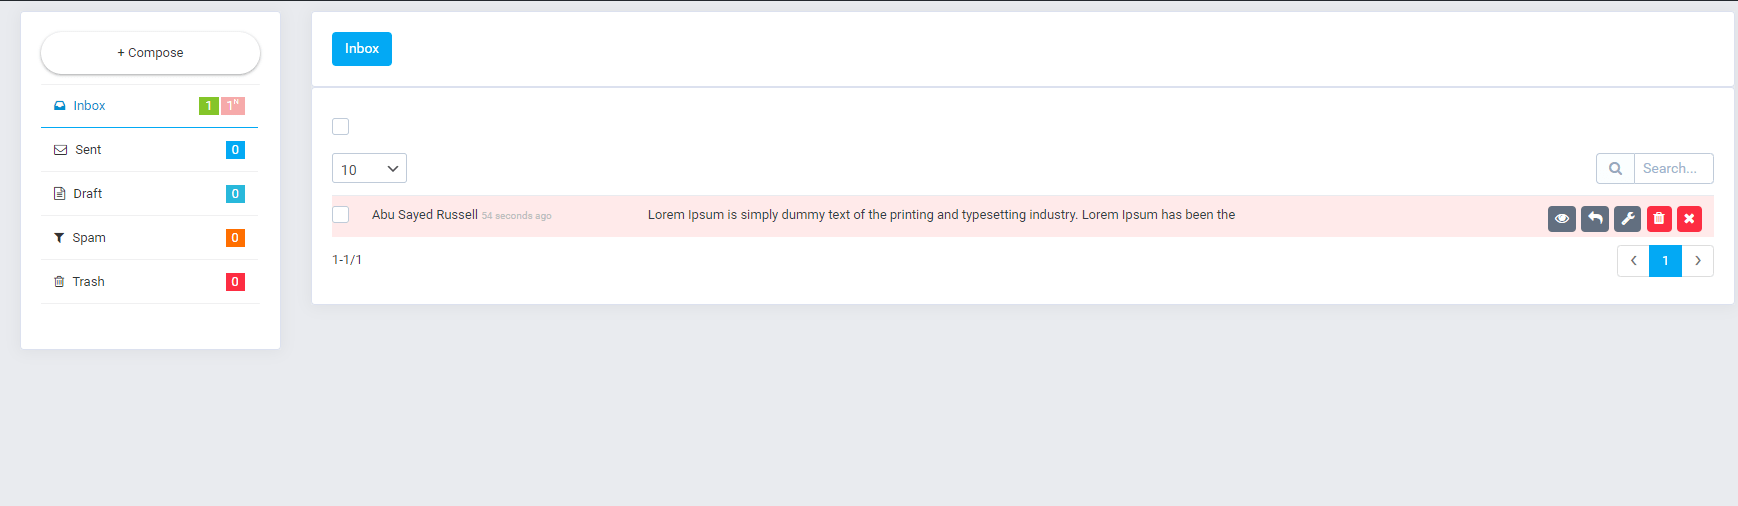 + Compose
Inbox 1 1N
Sent 0
Draft 0
Spam 0
Trash 0
Inbox
10
Search...
Abu Sayed Russell 54 seconds ago Lorem Ipsum is simply dummy text of the printing and typesetting industry. Lorem Ipsum has been the
1-1/1
1